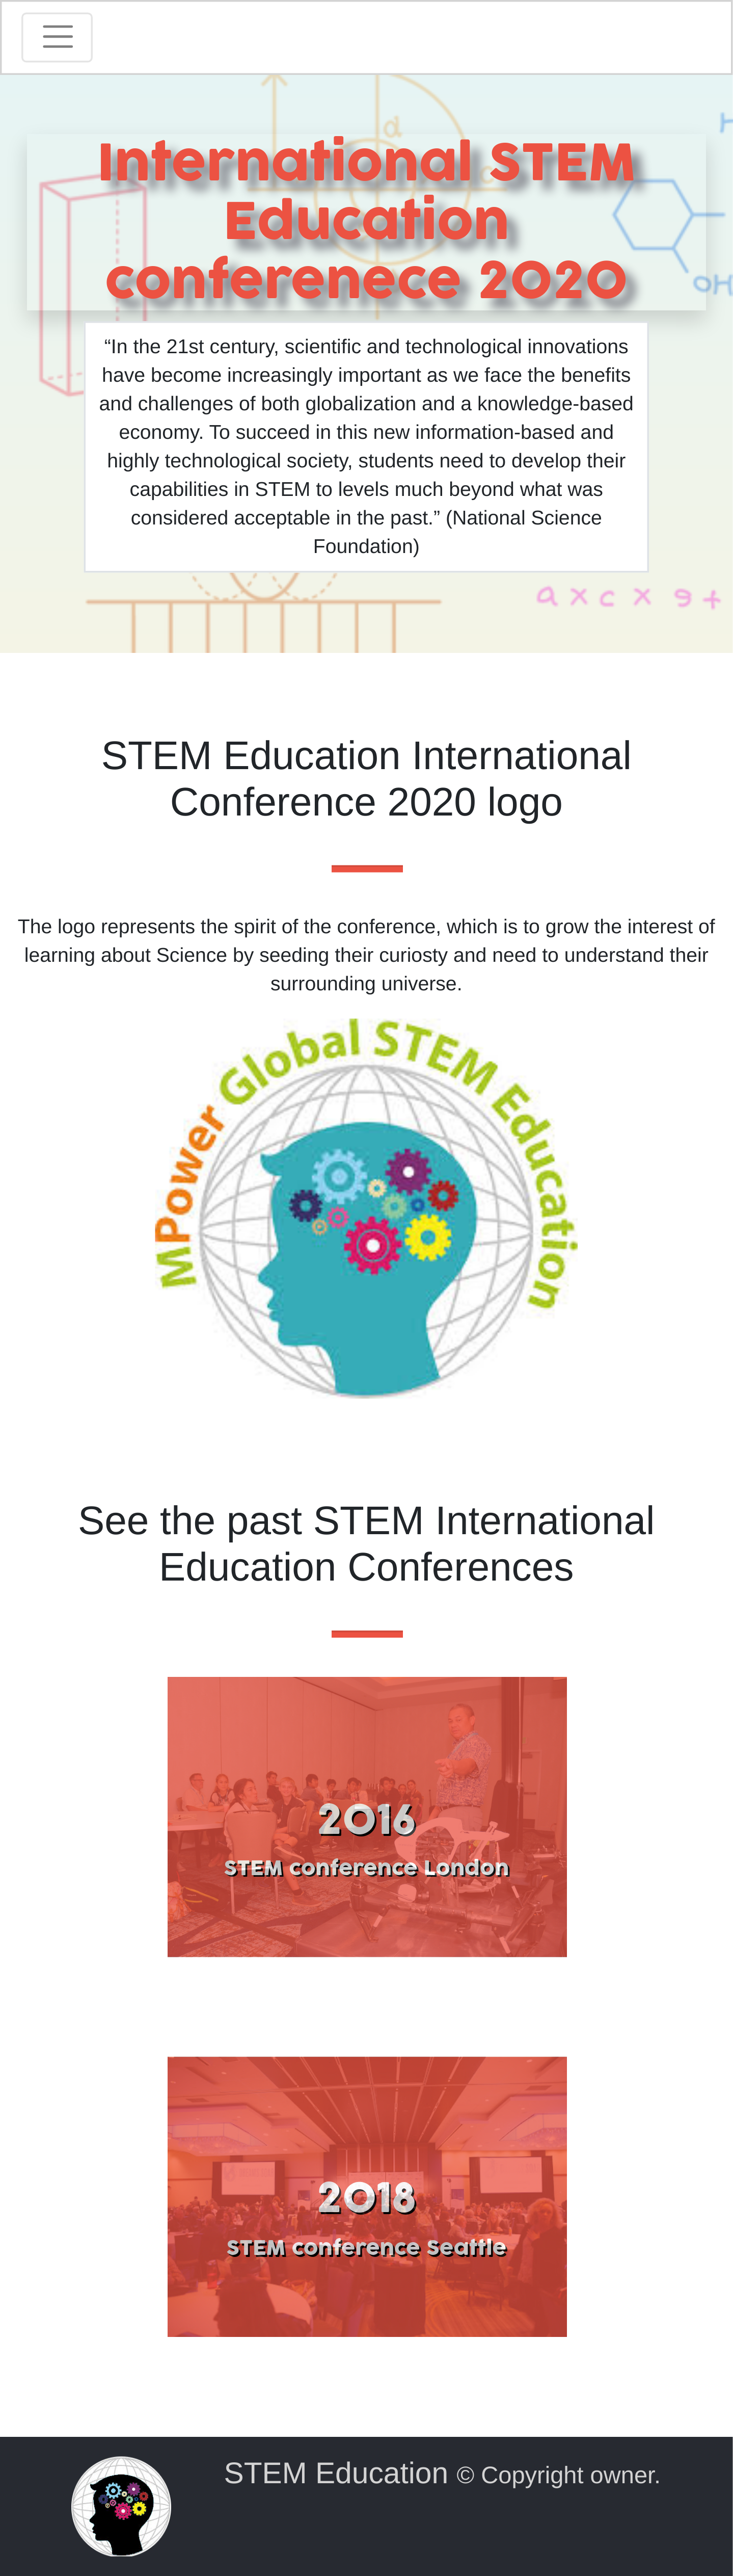 International STEM
Education
conferenece 2020
“In the 21st century, scientific and technological innovations
have become increasingly important as we face the benefits
and challenges of both globalization and a knowledge-based
economy. To succeed in this new information-based and
highly technological society, students need to develop their
capabilities in STEM to levels much beyond what was
considered acceptable in the past.” (National Science
Foundation)
a x c x 9 +
OH
STEM Education International
Conference 2020 logo
The logo represents the spirit of the conference, which is to grow the interest of
learning about Science by seeding their curiosty and need to understand their
surrounding universe.
MPower Global STEM Education
See the past STEM International
Education Conferences
2016
STEM conference London
2018
STEM conference Seattle
STEM Education © Copyright owner.